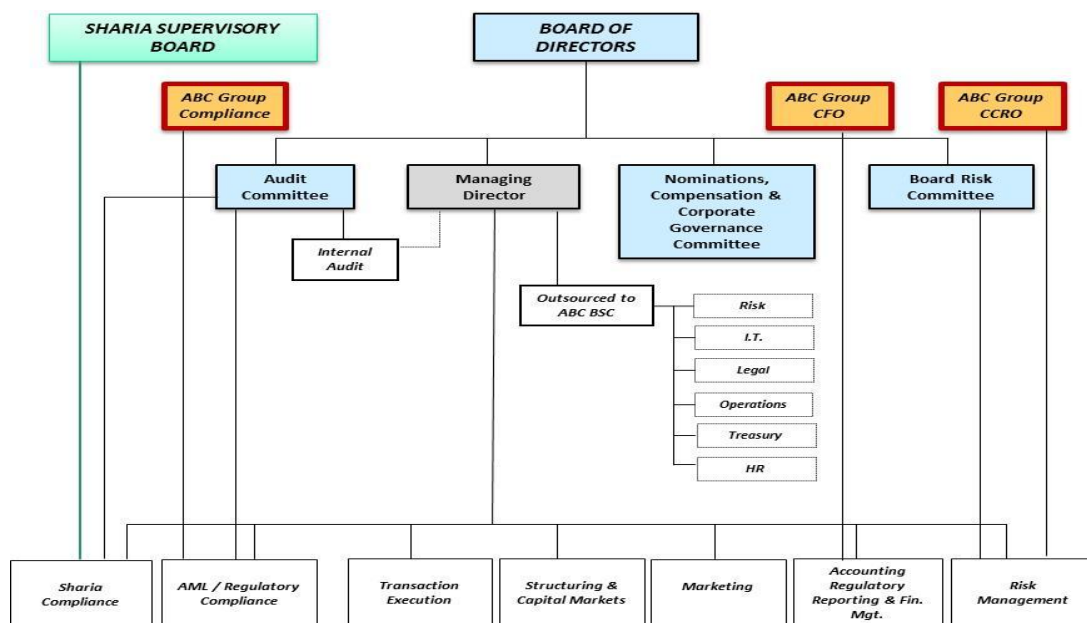 SHARIA SUPERVISORY
BOARD
BOARD OF
DIRECTORS
ABC Group
Compliance
ABC Group
CFO
ABC Group
CCRO
Audit
Committee
Managing
Director
Nominations,
Compensation &
Corporate
Governance
Committee
Board Risk
Committee
Internal
Audit
Outsourced to
ABC BSC
Risk
I.T.
Legal
Operations
Treasury
HR
Sharia
Compliance
AML / Regulatory
Compliance
Transaction
Execution
Structuring &
Capital Markets
Marketing
Accounting
Regulatory
Reporting & Fin.
Mgt.
Risk
Management